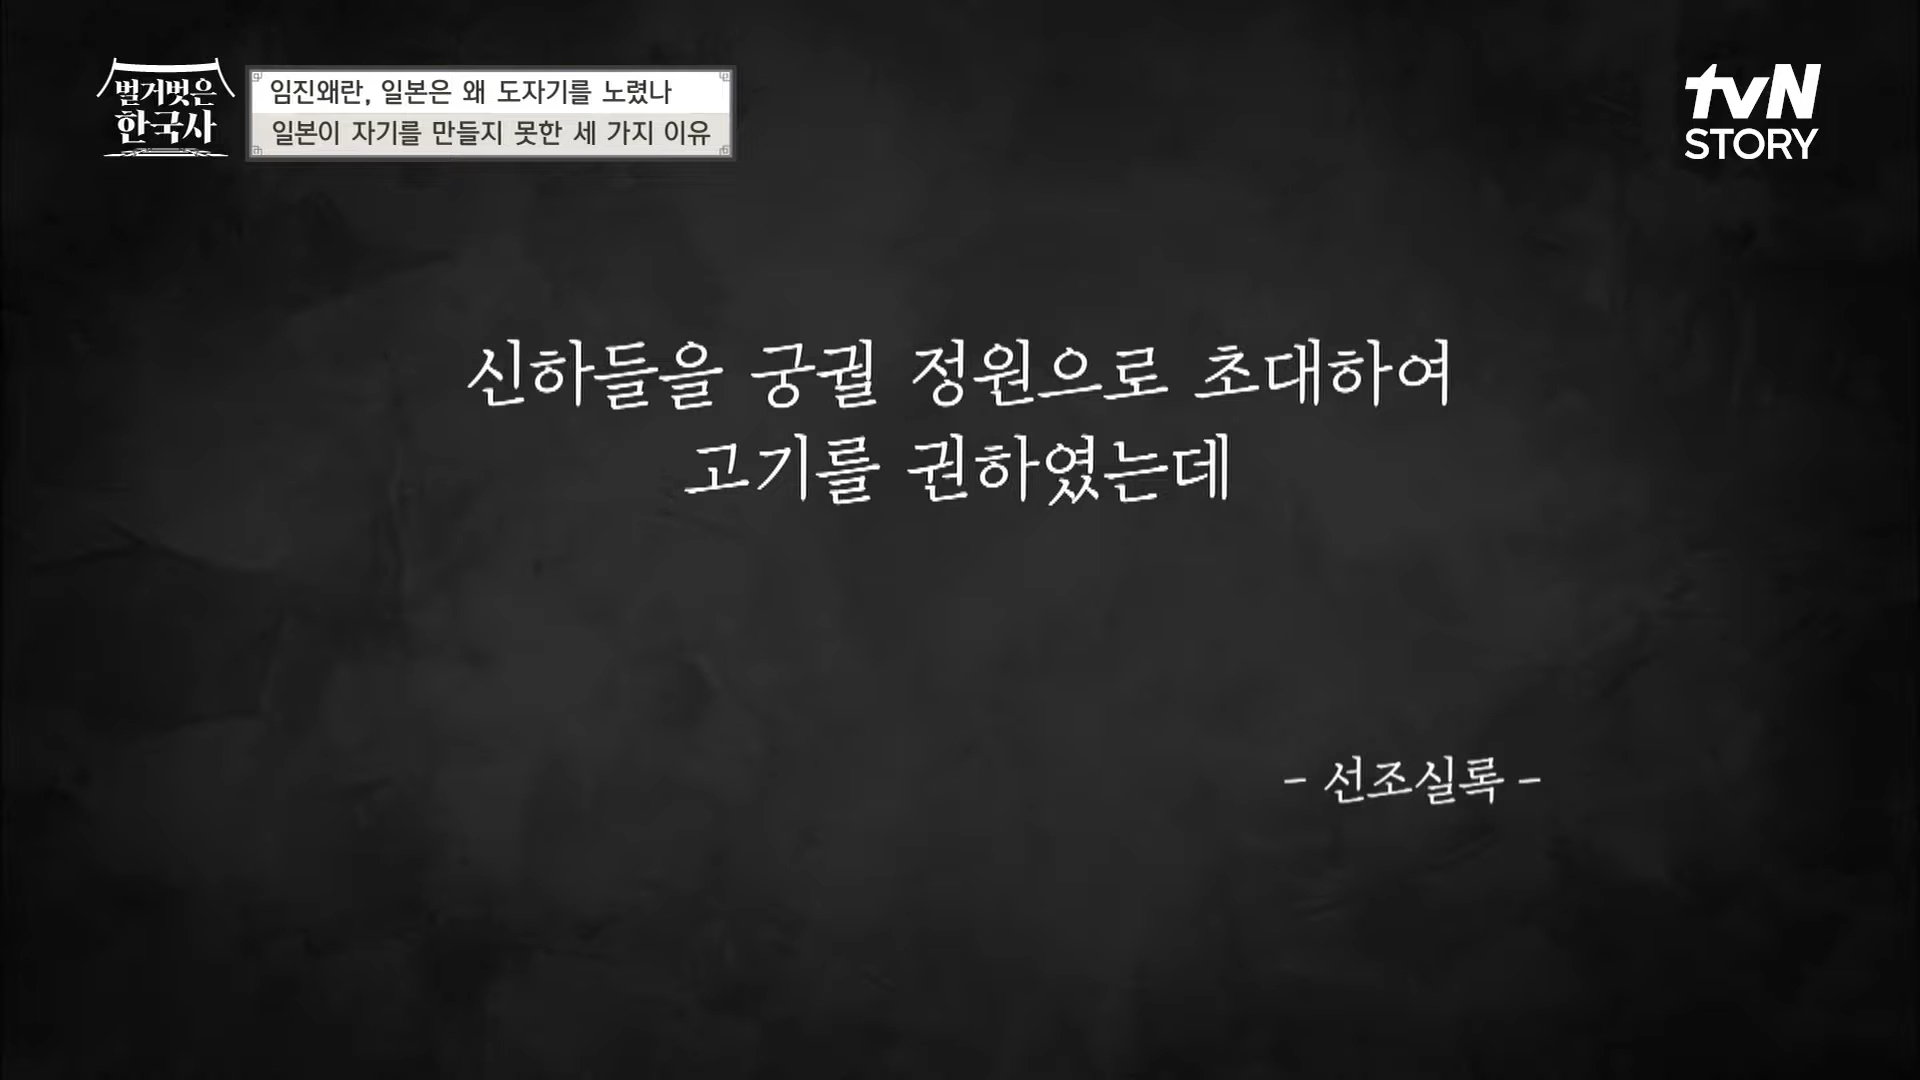 벌거벗은
한국사
임진왜란, 일본은 왜 도자기를 노렸나
일본이 자기를 만들지 못한 세 가지 이유
tvN
STORY
신하들을 궁궐 정원으로 초대하여
고기를 권하였는데
- 선조실록 -